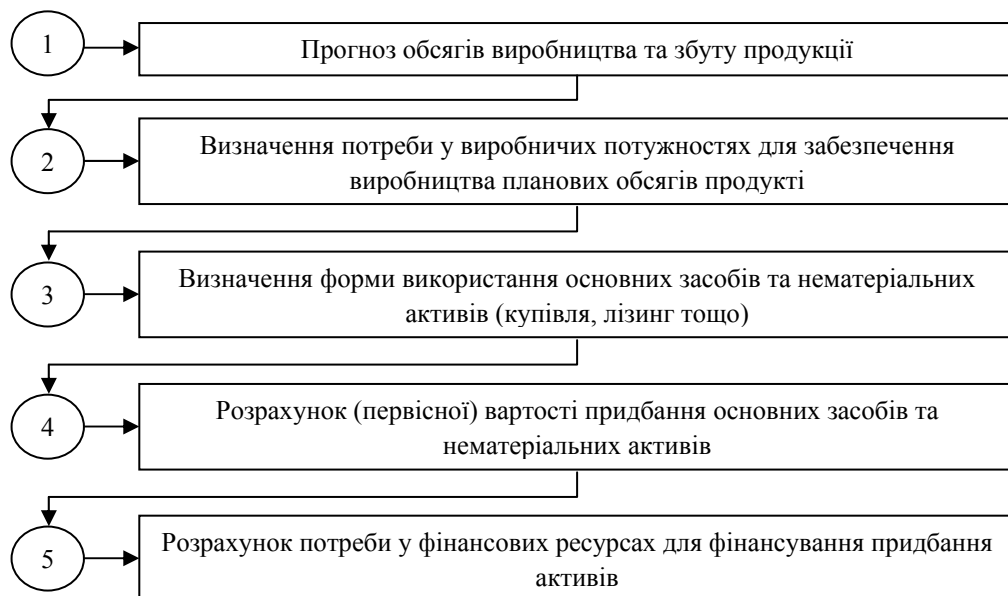 1
Прогноз обсягів виробництва та збуту продукції
2
Визначення потреби у виробничих потужностях для забезпечення
виробництва планових обсягів продукті
3
Визначення форми використання основних засобів та нематеріальних
активів (купівля, лізинг тощо)
4
Розрахунок (первісної) вартості придбання основних засобів та
нематеріальних активів
5
Розрахунок потреби у фінансових ресурсах для фінансування придбання
активів